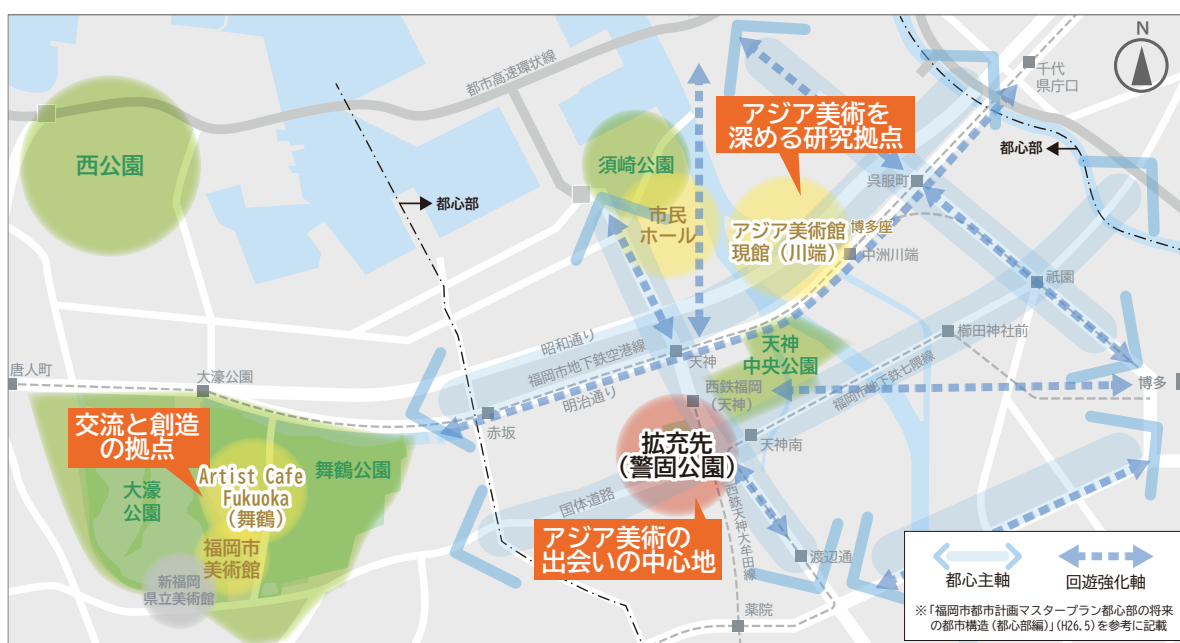 N
都市高速環状線
千代
県庁口
都心部
アジア美術を
深める研究拠点
西公園
須崎公園
呉服町
都心部
市民
ホール
アジア美術館
現館（川端）
博多座
中洲川端
祇園
櫛田神社前
昭和通り
福岡市地下鉄空港線
天神
天神
中央公園
福岡市地下鉄七隈線
唐人町
大濠公園
明治通り
西鉄福岡
（天神）
博多
赤坂
天神南
交流と創造
の拠点
拡充先
（警固公園）
舞鶴公園
Artist Cafe
Fukuoka
（舞鶴）
大濠
公園
国体道路
西鉄天神大牟田線
アジア美術の
出会いの中心地
福岡市
美術館
渡辺通
新福岡
県立美術館
薬院
都心主軸
回遊強化軸
※「福岡市都市計画マスタープラン都心部の将来
の都市構造（都心部編）」（H26.5）を参考に記載